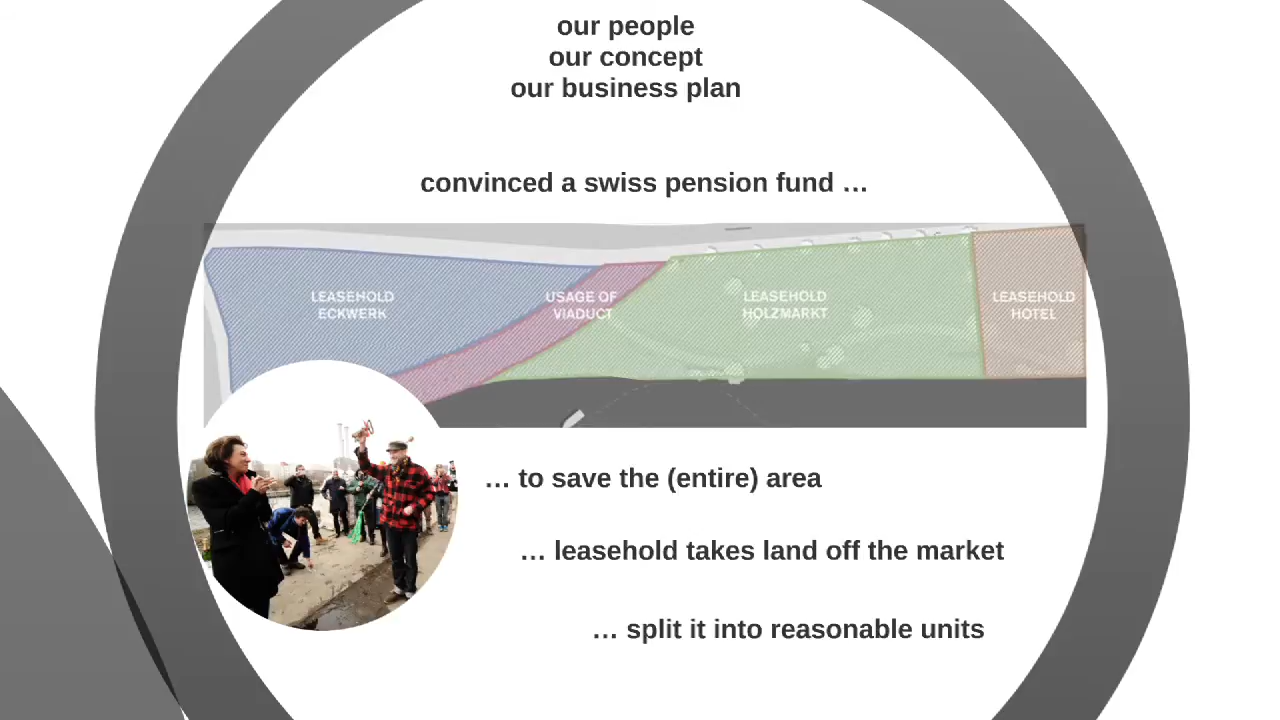 our people
our concept
our business plan
convinced a swiss pension fund …
LEASEHOLD
ECKWERK
USAGE OF
VIADUCT
LEASEHOLD
HOLZMARKT
LEASEHOLD
HOTEL
… to save the (entire) area
… leasehold takes land off the market
… split it into reasonable units